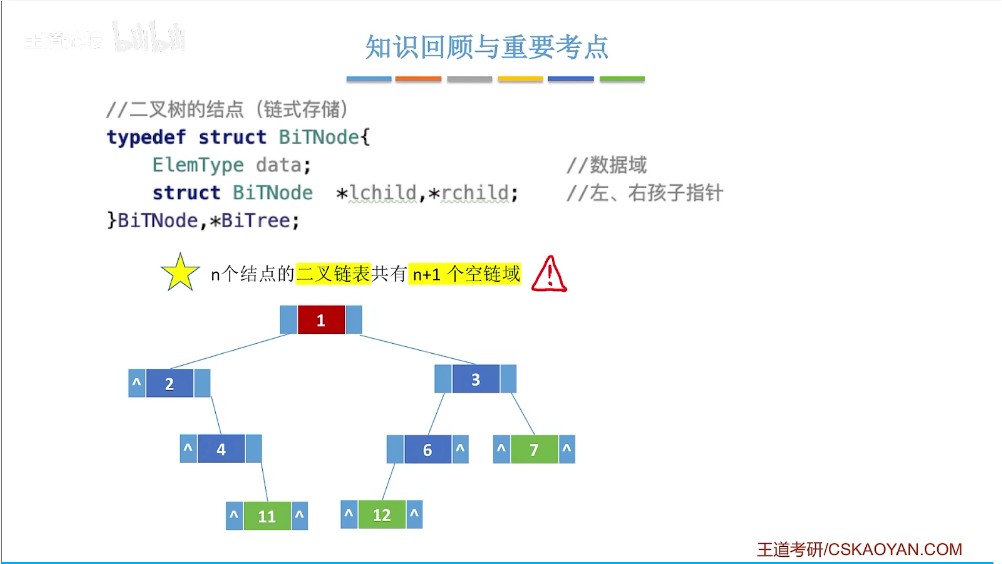 bilibili
知识回顾与重要考点
//二叉树的结点（链式存储）
typedef struct BiTNode{
ElemType data; //数据域
struct BiTNode *lchild,*rchild; //左、右孩子指针
}BiTNode,*BiTree;
n个结点的二叉链表共有 n+1 个空链域
!
1
^ 2
3
^ 4
6 ^
^ 7 ^
^ 11 ^
^ 12 ^
王道考研/CSKAOYAN.COM